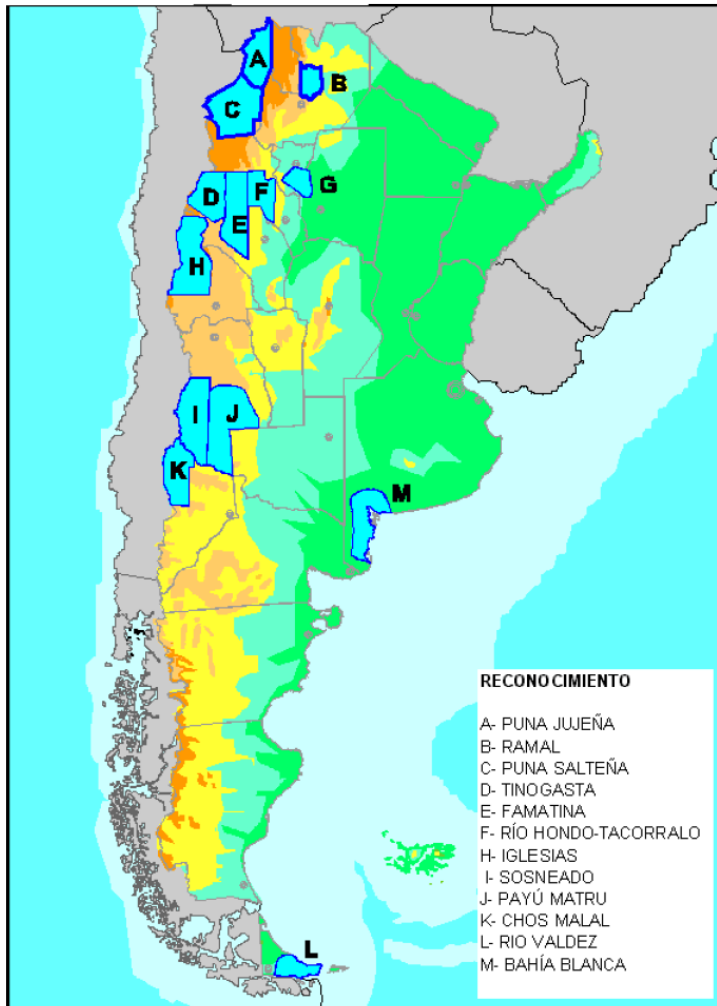 A
B
C
D
E
F
G
H
I
J
K
M
L
RECONOCIMIENTO
A- PUNA JUJEÑA
B- RAMAL
C- PUNA SALTEÑA
D- TINOGASTA
E- FAMATINA
F- RÍO HONDO-TACORRALO
H- IGLESIAS
I- SOSNEADO
J- PAYÚ MATRU
K- CHOS MALAL
L- RIO VALDEZ
M- BAHÍA BLANCA